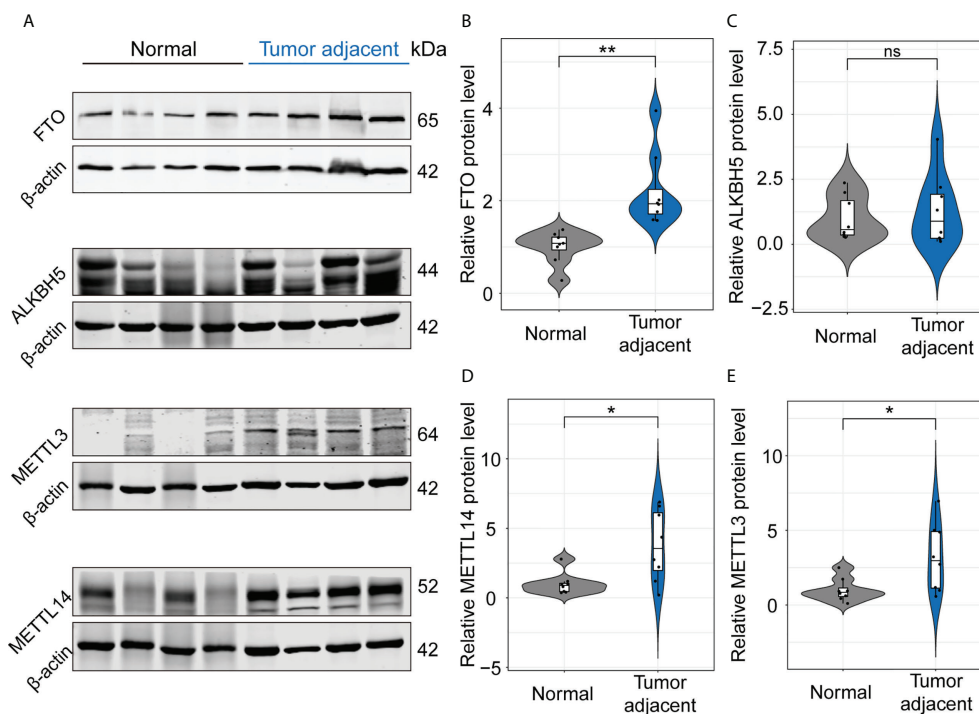 A
Normal
Tumor adjacent
kDa
FTO
65
β-actin
42
ALKBH5
44
β-actin
42
METTL3
64
β-actin
42
METTL14
52
β-actin
42
B
Relative FTO protein level
**
4
2
0
Normal
Tumor
adjacent
C
Relative ALKBH5 protein level
ns
7.5
5.0
2.5
0.0
−2.5
Normal
Tumor
adjacent
D
Relative METTL14 protein level
*
10
5
0
−5
Normal
Tumor
adjacent
E
Relative METTL3 protein level
*
10
5
0
Normal
Tumor
adjacent